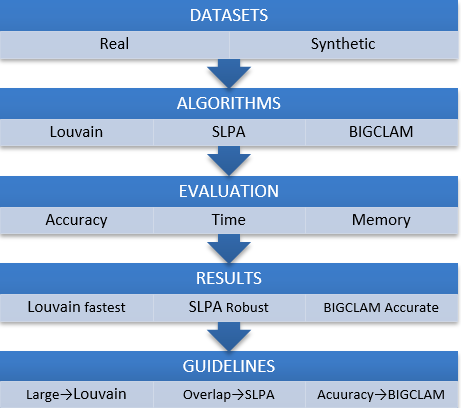 DATASETS
Real Synthetic
ALGORITHMS
Louvain SLPA BIGCLAM
EVALUATION
Accuracy Time Memory
RESULTS
Louvain fastest SLPA Robust BIGCLAM Accurate
GUIDELINES
Large→Louvain Overlap→SLPA Acuuracy→BIGCLAM